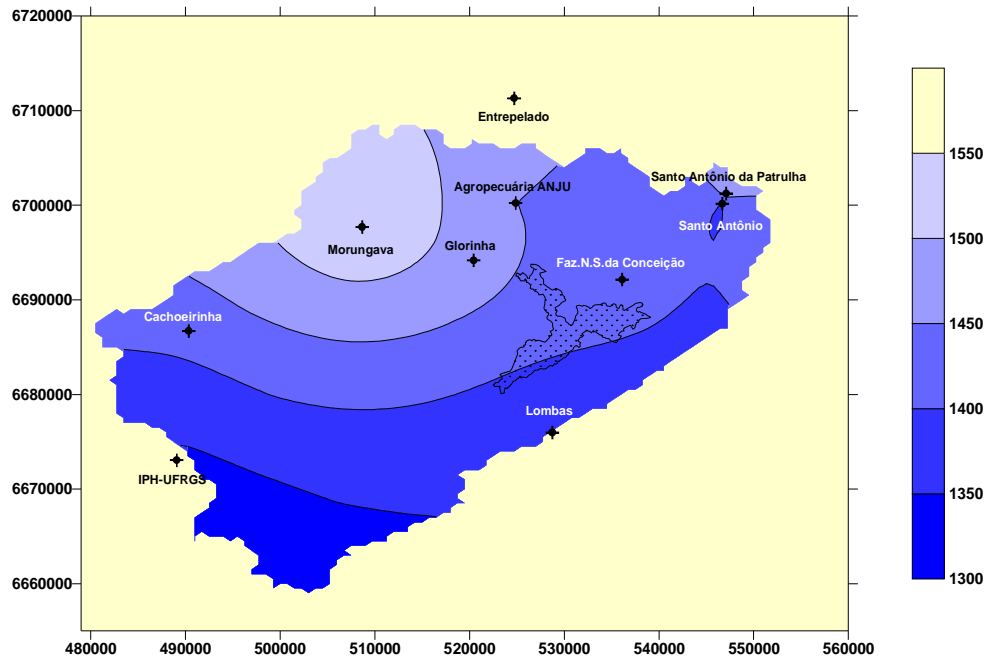 6720000
6710000
6700000
6690000
6680000
6670000
6660000
Entrepelado
Santo Antônio da Patrulha
Agropecuária ANJU
Santo Antônio
Morungava
Glorinha
Faz.N.S.da Conceição
Cachoeirinha
Lombas
IPH-UFRGS
480000 490000 500000 510000 520000 530000 540000 550000 560000
1550
1500
1450
1400
1350
1300